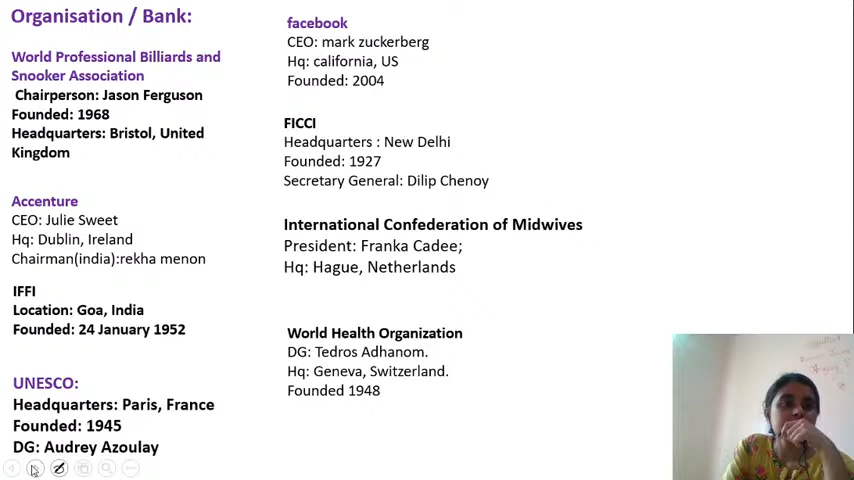 Organisation / Bank:
World Professional Billiards and
Snooker Association
Chairperson: Jason Ferguson
Founded: 1968
Headquarters: Bristol, United
Kingdom
Accenture
CEO: Julie Sweet
Hq: Dublin, Ireland
Chairman(india):rekha menon
IFFI
Location: Goa, India
Founded: 24 January 1952
UNESCO:
Headquarters: Paris, France
Founded: 1945
DG: Audrey Azoulay
facebook
CEO: mark zuckerberg
Hq: california, US
Founded: 2004
FICCI
Headquarters : New Delhi
Founded: 1927
Secretary General: Dilip Chenoy
International Confederation of Midwives
President: Franka Cadee;
Hq: Hague, Netherlands
World Health Organization
DG: Tedros Adhanom.
Hq: Geneva, Switzerland.
Founded 1948